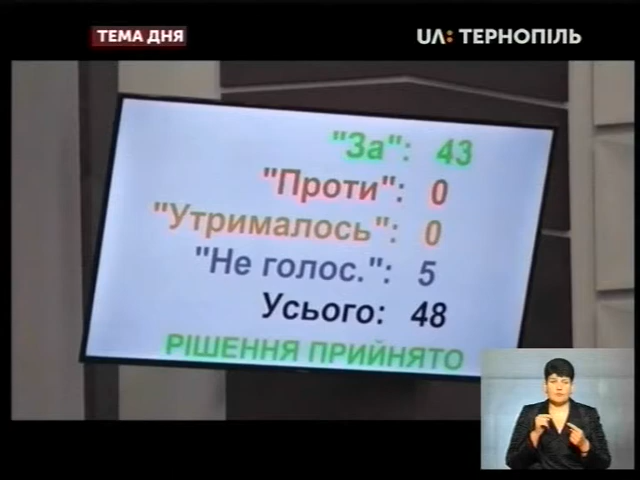 ТЕМА ДНЯ
UA: ТЕРНОПІЛЬ
"За": 43
"Проти": 0
"Утрималось": 0
"Не голос.": 5
Усього: 48
РІШЕННЯ ПРИЙНЯТО